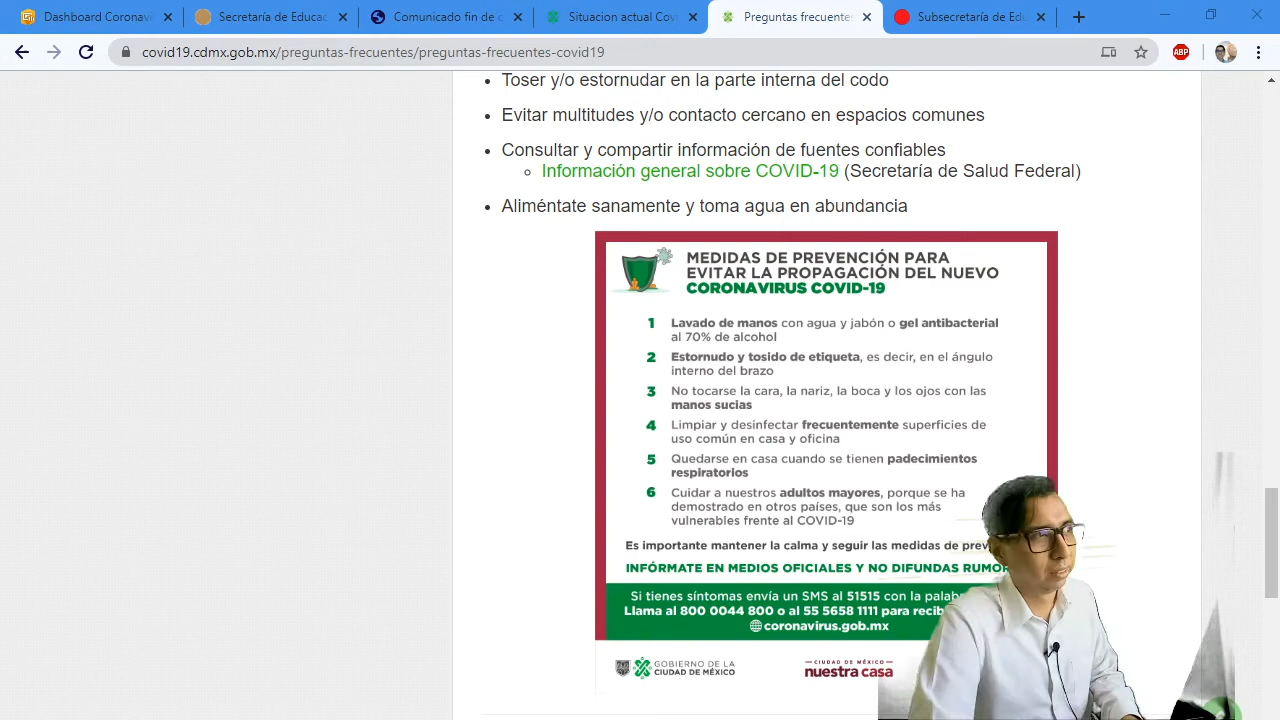 Dashboard Coronavi
Secretaría de Educac
Comunicado fin de c
Situacion actual Cov
Preguntas frecuente
Subsecretaría de Edu
covid19.cdmx.gob.mx/preguntas-frecuentes/preguntas-frecuentes-covid19
ABP
Toser y/o estornudar en la parte interna del codo
Evitar multitudes y/o contacto cercano en espacios comunes
Consultar y compartir información de fuentes confiables
Información general sobre COVID-19 (Secretaría de Salud Federal)
Aliméntate sanamente y toma agua en abundancia
MEDIDAS DE PREVENCIÓN PARA
EVITAR LA PROPAGACIÓN DEL NUEVO
CORONAVIRUS COVID-19
1 Lavado de manos con agua y jabón o gel antibacterial
al 70% de alcohol
2 Estornudo y tosido de etiqueta, es decir, en el ángulo
interno del brazo
3 No tocarse la cara, la nariz, la boca y los ojos con las
manos sucias
4 Limpiar y desinfectar frecuentemente superficies de
uso común en casa y oficina
5 Quedarse en casa cuando se tienen padecimientos
respiratorios
6 Cuidar a nuestros adultos mayores, porque se ha
demostrado en otros países, que son los más
vulnerables frente al COVID-19
Es importante mantener la calma y seguir las medidas de prev
INFÓRMATE EN MEDIOS OFICIALES Y NO DIFUNDAS RUMOR
Si tienes síntomas envía un SMS al 51515 con la palab
Llama al 800 0044 800 o al 55 5658 1111 para recib
coronavirus.gob.mx
GOBIERNO DE LA
CIUDAD DE MÉXICO
CIUDAD DE MÉXICO
nuestra casa